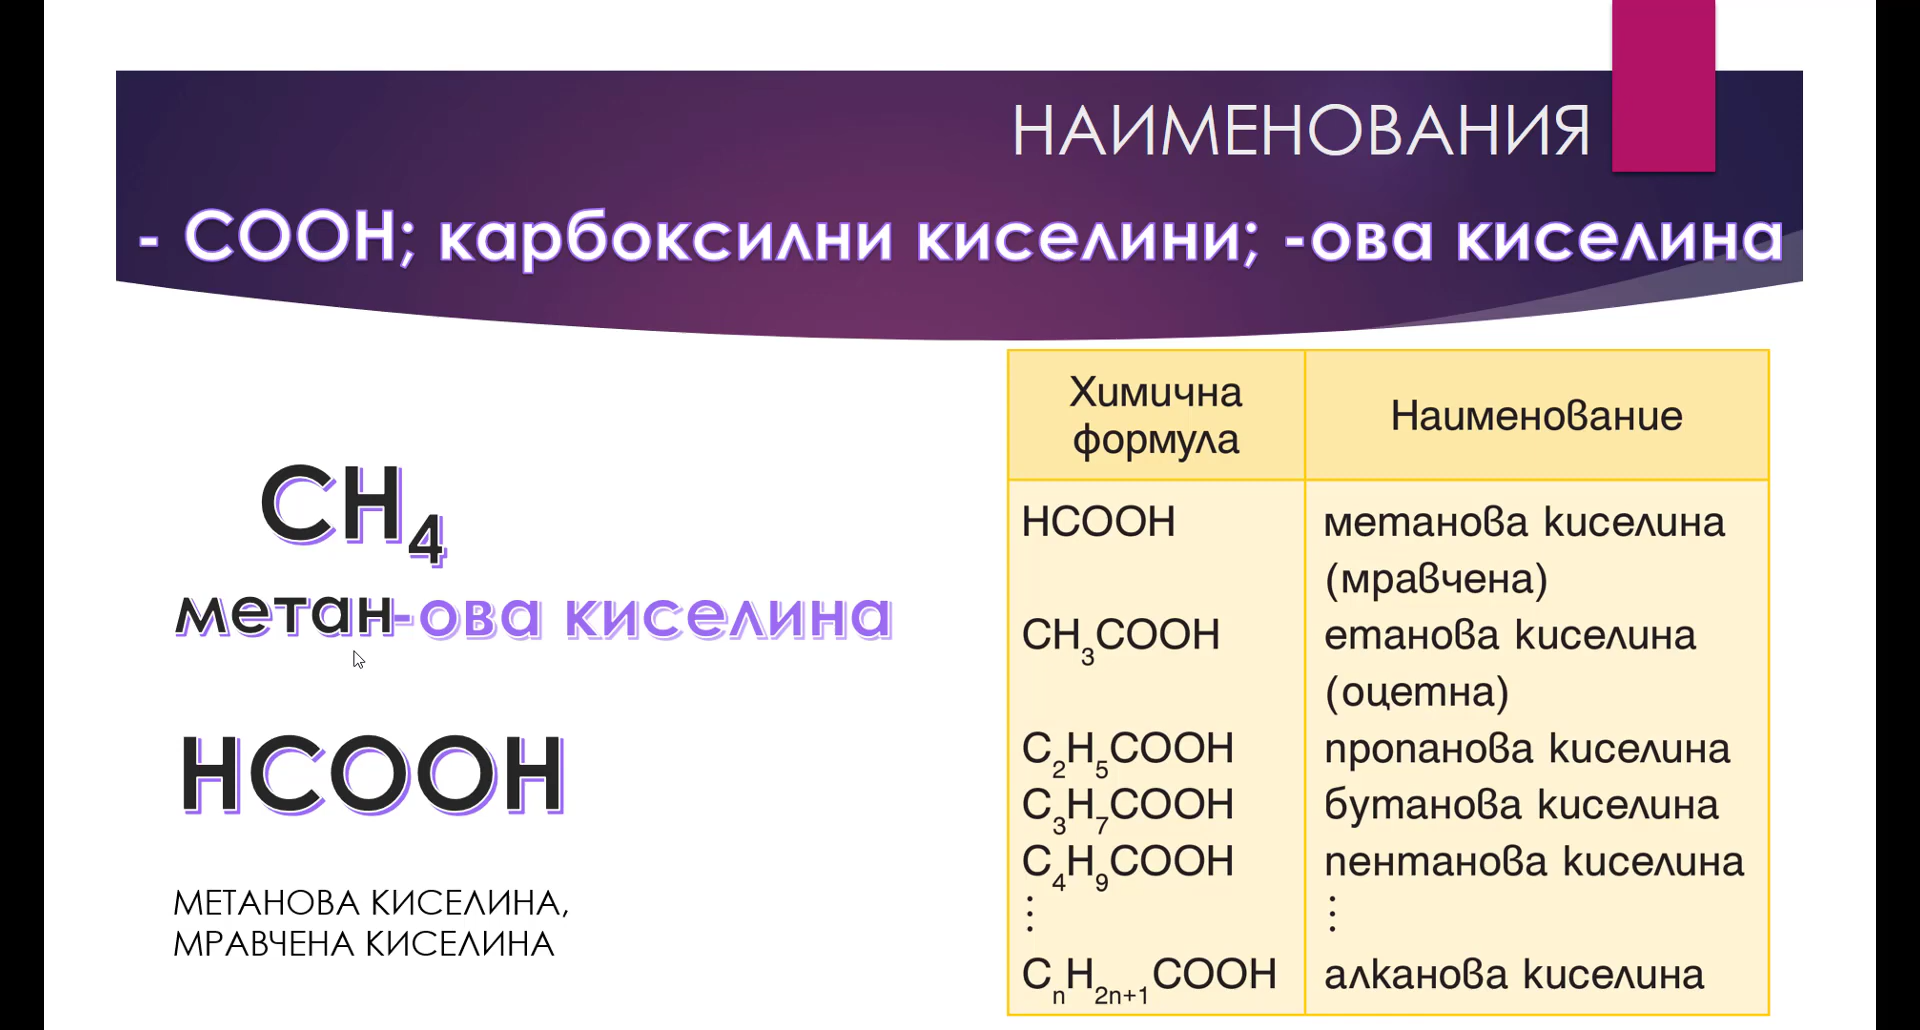 НАИМЕНОВАНИЯ
- COOH; карбоксилни киселини; -ова киселина
CH₄
метан-ова киселина
HCOOH
МЕТАНОВА КИСЕЛИНА,
МРАВЧЕНА КИСЕЛИНА
Химична формула | Наименование
HCOOH | метанова киселина
(мравчена)
CH₃COOH | етанова киселина
(оцетна)
C₂H₅COOH | пропанова киселина
C₃H₇COOH | бутанова киселина
C₄H₉COOH | пентанова киселина
⋮ | ⋮
CₙH₂ₙ₊₁COOH | алканова киселина